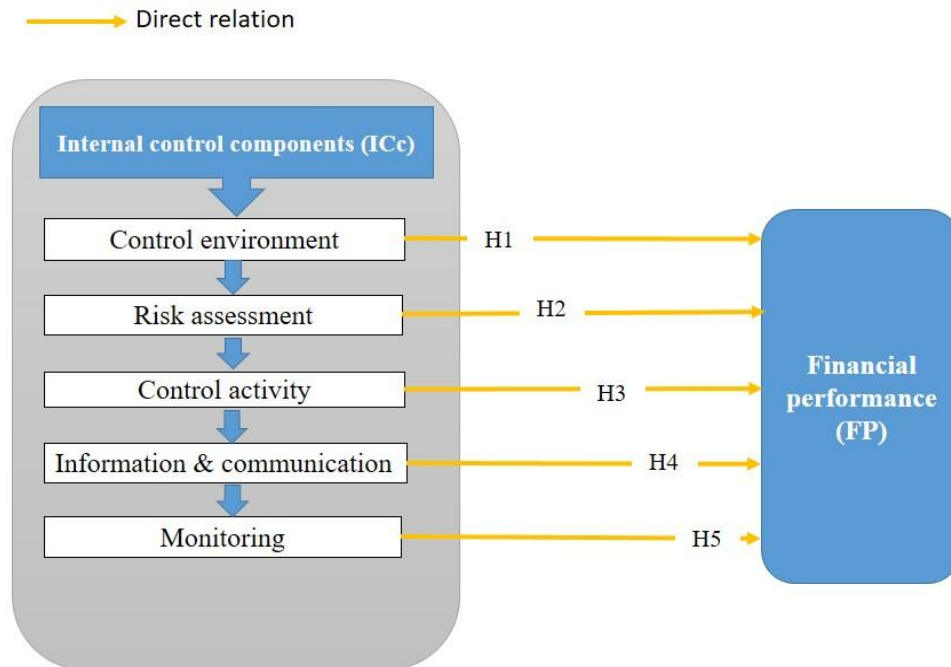 Direct relation
Internal control components (ICc)
Control environment
H1
Risk assessment
H2
Control activity
H3
Information & communication
H4
Monitoring
H5
Financial
performance
(FP)